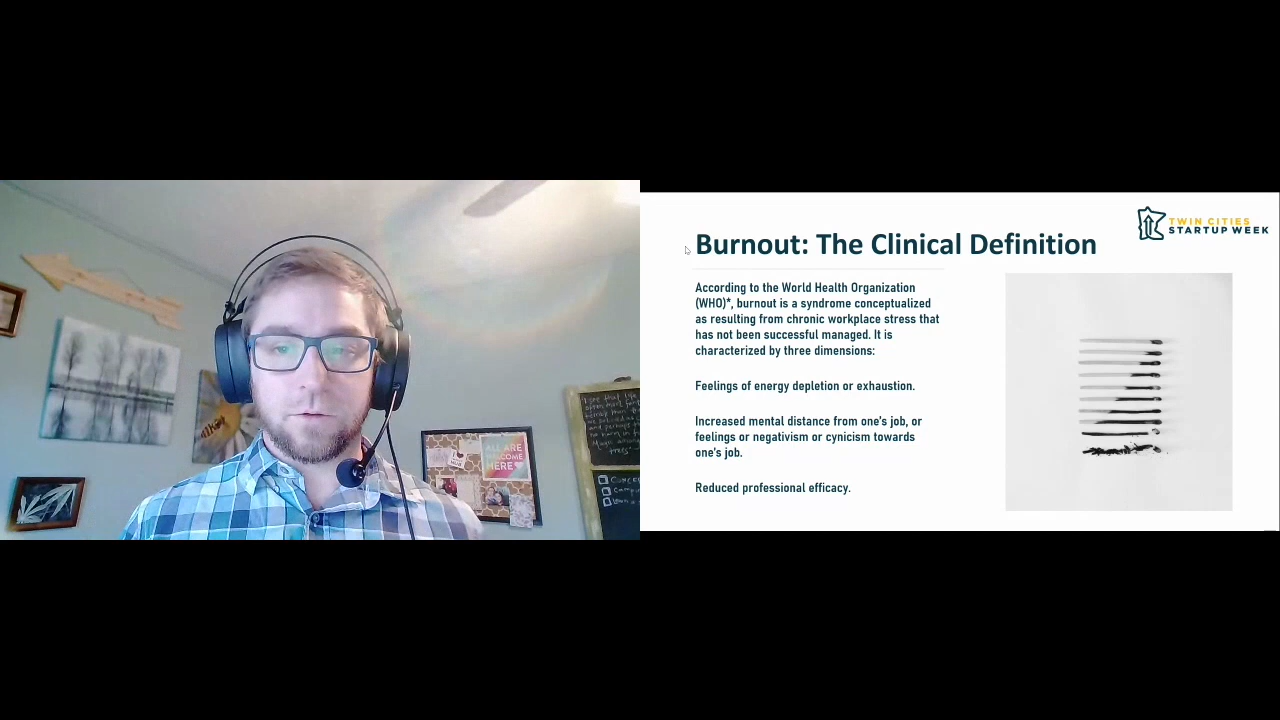 ALL ARE
WELCOME
HERE
TWIN CITIES
STARTUP WEEK
Burnout: The Clinical Definition
According to the World Health Organization
(WHO)*, burnout is a syndrome conceptualized
as resulting from chronic workplace stress that
has not been successful managed. It is
characterized by three dimensions:
Feelings of energy depletion or exhaustion.
Increased mental distance from one's job, or
feelings or negativism or cynicism towards
one's job.
Reduced professional efficacy.